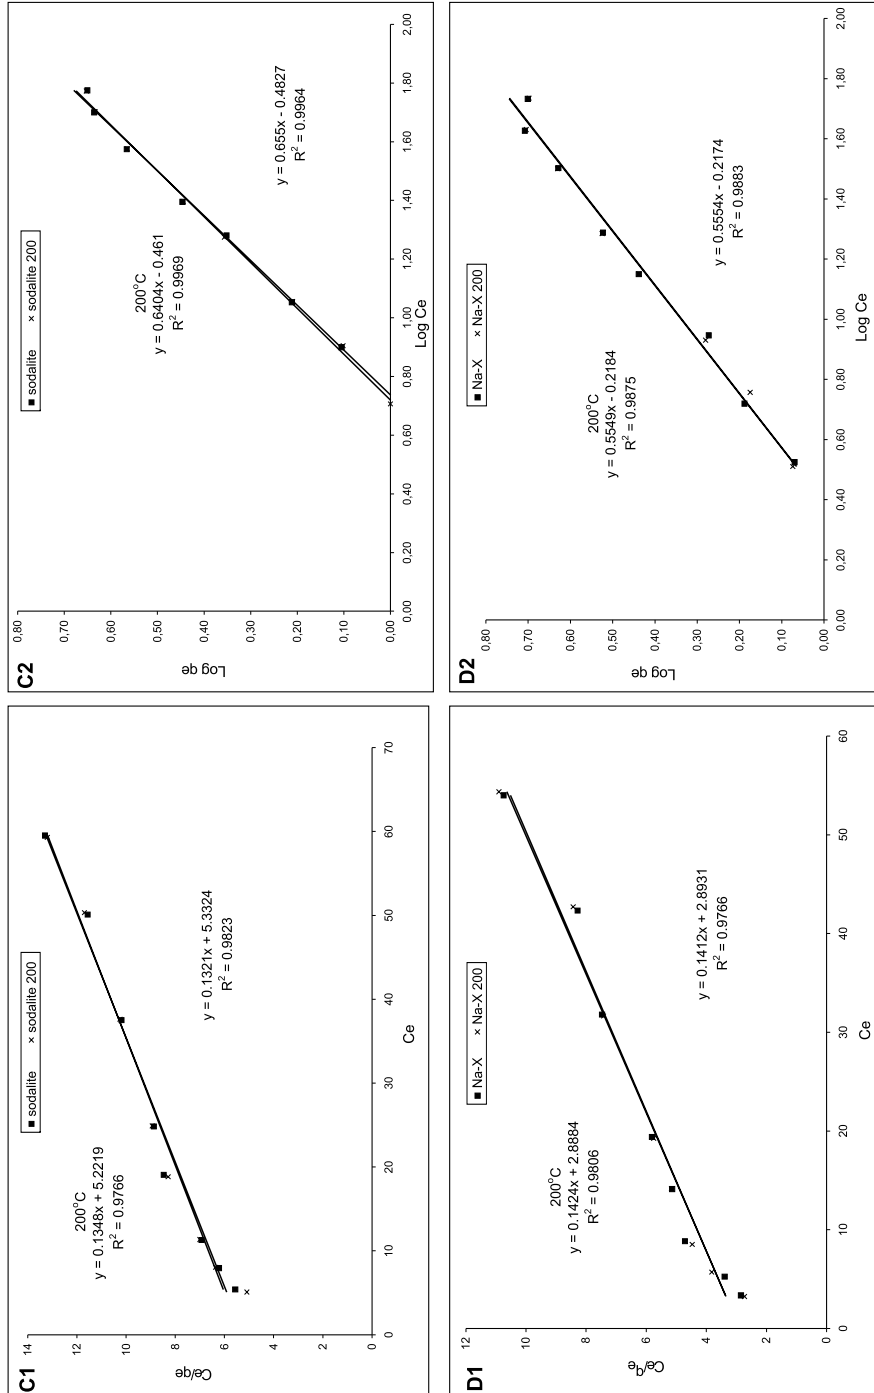 C1
■ sodalite × sodalite 200
200°C
y = 0.1348x + 5.2219
R² = 0.9766
y = 0.1321x + 5.3324
R² = 0.9823
Ce/qe
14
12
10
8
6
4
2
0
0 10 20 30 40 50 60 70
Ce
C2
■ sodalite × sodalite 200
200°C
y = 0.6404x - 0.461
R² = 0.9969
y = 0.655x - 0.4827
R² = 0.9964
Log qe
0,80
0,70
0,60
0,50
0,40
0,30
0,20
0,10
0,00
0,00 0,20 0,40 0,60 0,80 1,00 1,20 1,40 1,60 1,80 2,00
Log Ce
D1
■ Na-X × Na-X 200
200°C
y = 0.1424x + 2.8884
R² = 0.9806
y = 0.1412x + 2.8931
R² = 0.9766
Ce/qe
12
10
8
6
4
2
0
0 10 20 30 40 50 60
Ce
D2
■ Na-X × Na-X 200
200°C
y = 0.5549x - 0.2184
R² = 0.9875
y = 0.5554x - 0.2174
R² = 0.9883
Log qe
0,80
0,70
0,60
0,50
0,40
0,30
0,20
0,10
0,00
0,00 0,20 0,40 0,60 0,80 1,00 1,20 1,40 1,60 1,80 2,00
Log Ce